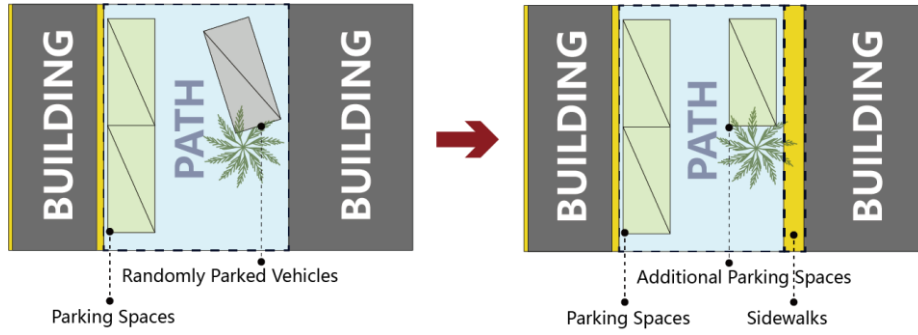 BUILDING
PATH
BUILDING
Randomly Parked Vehicles
Parking Spaces
BUILDING
PATH
BUILDING
Additional Parking Spaces
Parking Spaces
Sidewalks